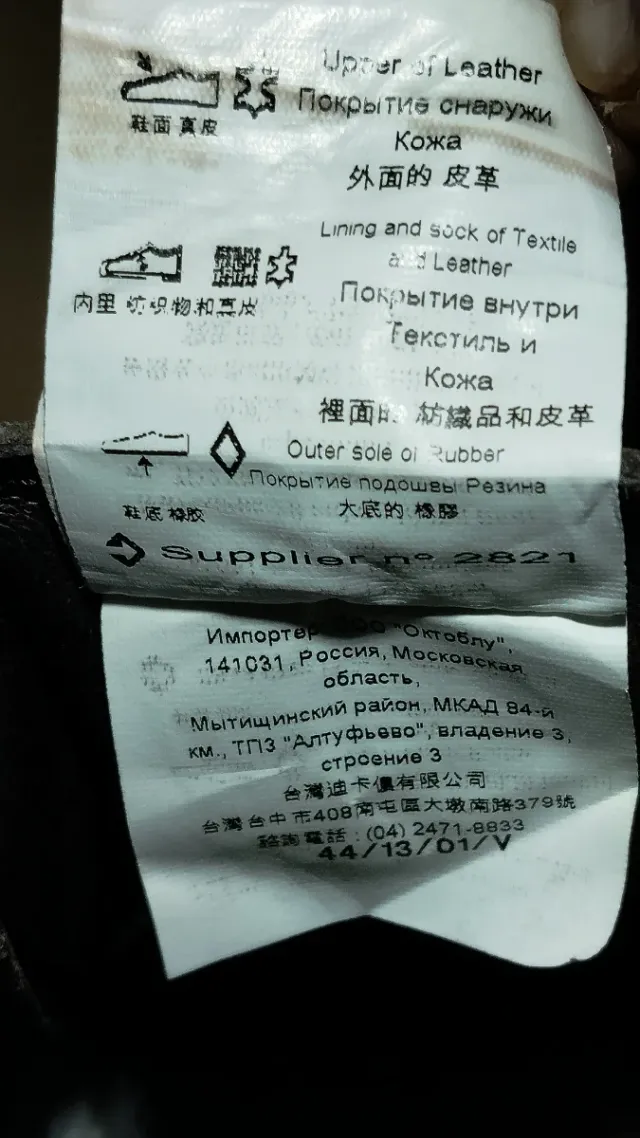 Upper of Leather
Покрытие снаружи
Кожа
鞋面 真皮
外面的 皮革
Lining and sock of Textile
and Leather
内里 纺织物和真皮
Покрытие внутри
Текстиль и
Кожа
裡面的 紡織品和皮革
Outer sole of Rubber
Покрытие подошвы Резина
鞋底 橡胶
大底的 橡膠
Supplier nº 2821
Импортер ООО "Октоблу",
141031, Россия, Московская
область,
Мытищинский район, МКАД 84-й
км., ТПЗ "Алтуфьево", владение 3,
строение 3
台灣迪卡儂有限公司
台灣台中市408南屯區大墩南路379號
諮詢電話 : (04) 2471-8833
44/13/01/V